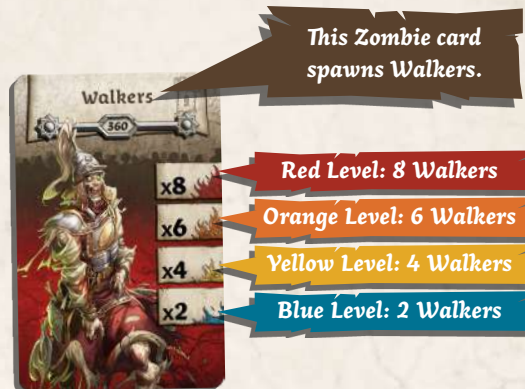 This Zombie card
spawns Walkers.
Walkers
360
x8
Red Level: 8 Walkers
x6
Orange Level: 6 Walkers
x4
Yellow Level: 4 Walkers
x2
Blue Level: 2 Walkers